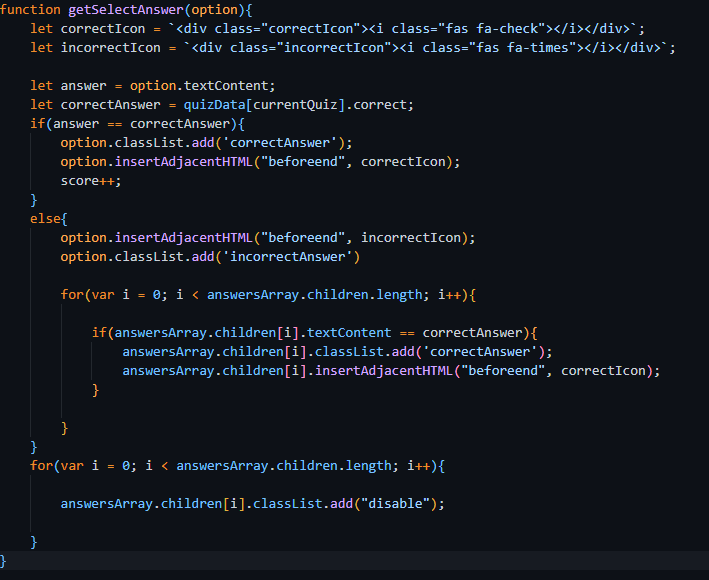 function getSelectAnswer(option){
let correctIcon = `<div class="correctIcon"><i class="fas fa-check"></i></div>`;
let incorrectIcon = `<div class="incorrectIcon"><i class="fas fa-times"></i></div>`;
let answer = option.textContent;
let correctAnswer = quizData[currentQuiz].correct;
if(answer == correctAnswer){
option.classList.add('correctAnswer');
option.insertAdjacentHTML("beforeend", correctIcon);
score++;
}
else{
option.insertAdjacentHTML("beforeend", incorrectIcon);
option.classList.add('incorrectAnswer')
for(var i = 0; i < answersArray.children.length; i++){
if(answersArray.children[i].textContent == correctAnswer){
answersArray.children[i].classList.add('correctAnswer');
answersArray.children[i].insertAdjacentHTML("beforeend", correctIcon);
}
}
}
for(var i = 0; i < answersArray.children.length; i++){
answersArray.children[i].classList.add("disable");
}
}